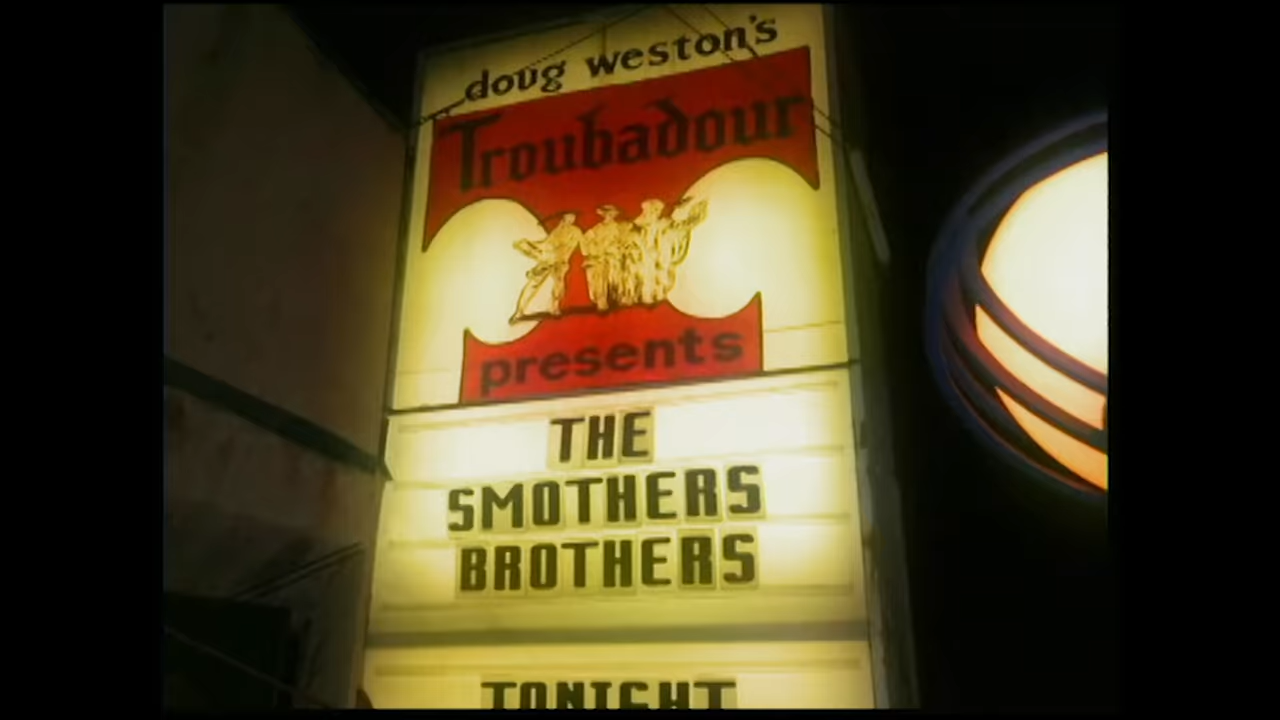 doug weston's
Troubadour
presents
THE
SMOTHERS
BROTHERS
TONIGHT